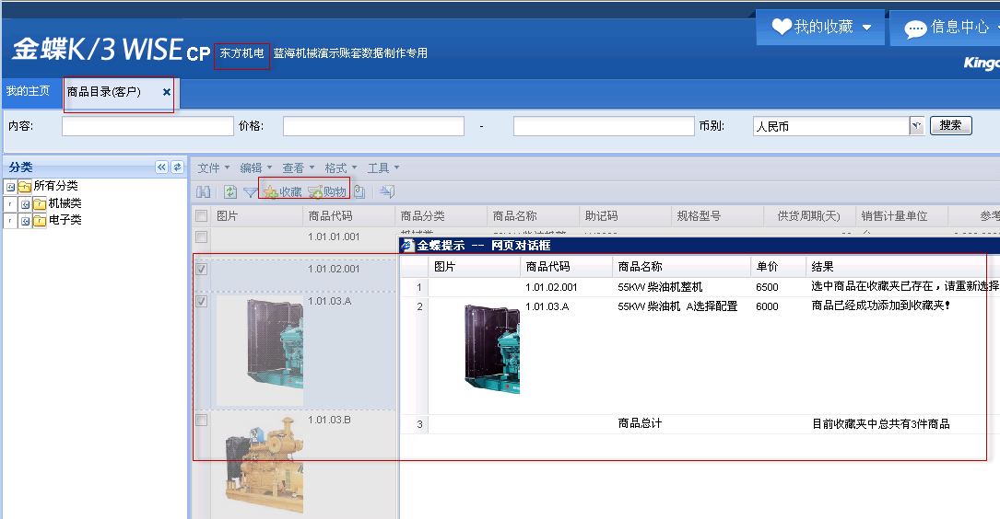 我的收藏
信息中心
金蝶K/3 WISE CP 东方机电 蓝海机械演示账套数据制作专用
Kingd
我的主页 商品目录(客户) ×
内容: 价格: - 币别: 人民币 搜索
分类
所有分类
机械类
电子类
文件 编辑 查看 格式 工具
收藏 购物
图片 商品代码 商品分类 商品名称 助记码 规格型号 供货周期(天) 销售计量单位 参考
1.01.01.001
金蝶提示 -- 网页对话框
图片 商品代码 商品名称 单价 结果
1 1.01.02.001 55KW 柴油机整机 6500 选中商品在收藏夹已存在，请重新选择
2 1.01.03.A 55KW 柴油机 A选择配置 6000 商品已经成功添加到收藏夹!
3 商品总计 目前收藏夹中总共有3件商品
1.01.02.001
1.01.03.A
1.01.03.B